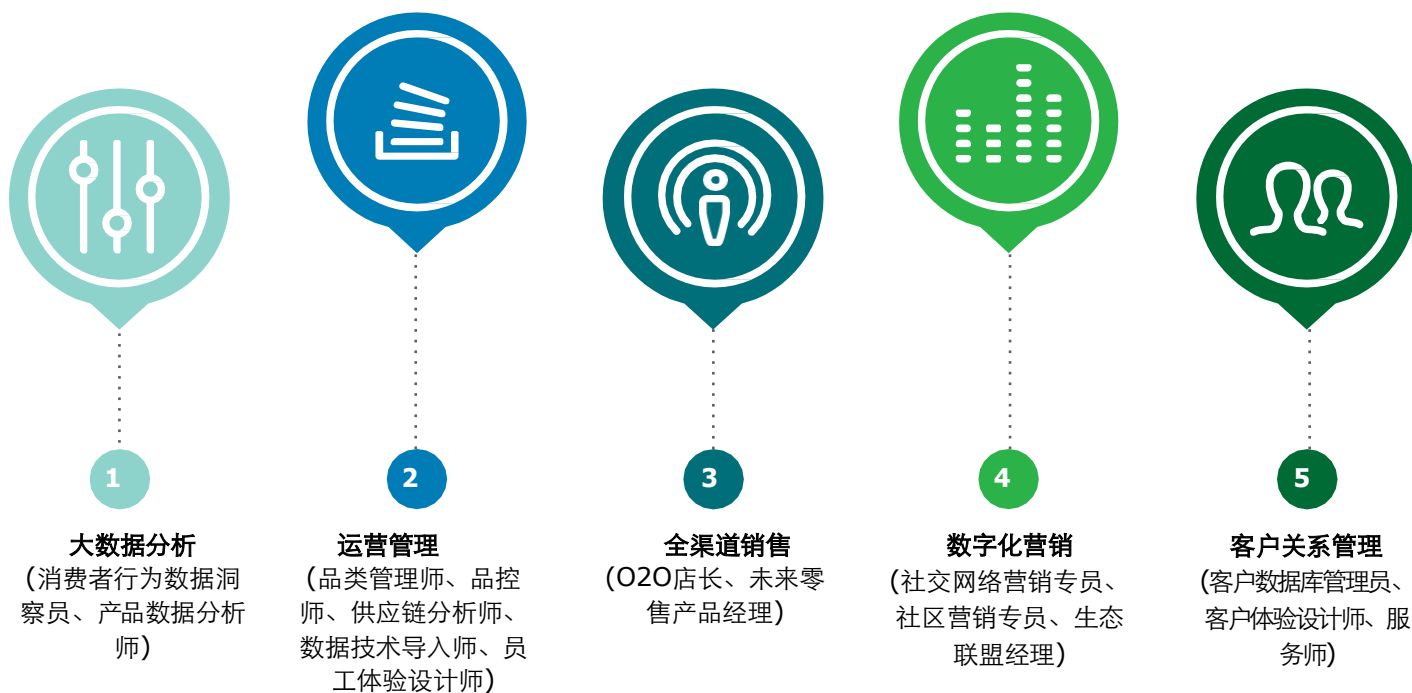 1
大数据分析
(消费者行为数据洞
察员、产品数据分析
师)
2
运营管理
(品类管理师、品控
师、供应链分析师、
数据技术导入师、员
工体验设计师)
3
全渠道销售
(O2O店长、未来零
售产品经理)
4
数字化营销
(社交网络营销专员、
社区营销专员、生态
联盟经理)
5
客户关系管理
(客户数据库管理员、
客户体验设计师、服
务师)